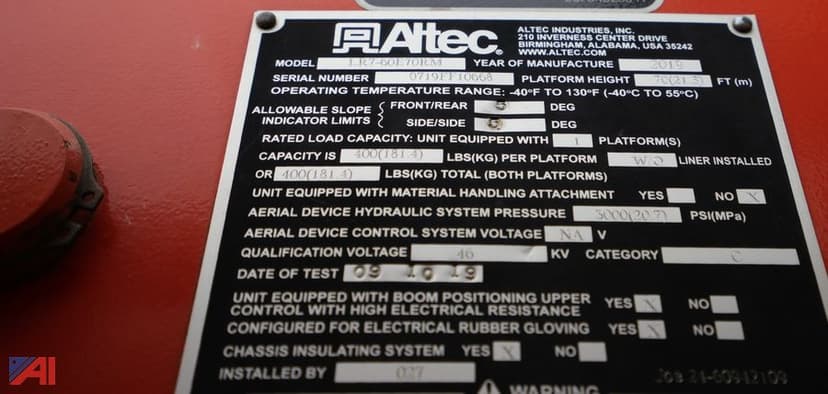 Altec
ALTEC INDUSTRIES, INC.
210 INVERNESS CENTER DRIVE
BIRMINGHAM, ALABAMA, USA 35242
WWW.ALTEC.COM
MODEL LR7-60E70RM YEAR OF MANUFACTURE 2019
SERIAL NUMBER 0719FF10668 PLATFORM HEIGHT 70(21.3) FT (m)
OPERATING TEMPERATURE RANGE: -40°F TO 130°F (-40°C TO 55°C)
ALLOWABLE SLOPE INDICATOR LIMITS { FRONT/REAR 5 DEG
SIDE/SIDE 5 DEG
RATED LOAD CAPACITY: UNIT EQUIPPED WITH 1 PLATFORM(S)
CAPACITY IS 400(181.4) LBS(KG) PER PLATFORM W/O LINER INSTALLED
OR 400(181.4) LBS(KG) TOTAL (BOTH PLATFORMS)
UNIT EQUIPPED WITH MATERIAL HANDLING ATTACHMENT YES NO X
AERIAL DEVICE HYDRAULIC SYSTEM PRESSURE 3000(20.7) PSI(MPa)
AERIAL DEVICE CONTROL SYSTEM VOLTAGE NA V
QUALIFICATION VOLTAGE 46 KV CATEGORY C
DATE OF TEST 09 10 19
UNIT EQUIPPED WITH BOOM POSITIONING UPPER
CONTROL WITH HIGH ELECTRICAL RESISTANCE YES X NO
CONFIGURED FOR ELECTRICAL RUBBER GLOVING YES X NO
CHASSIS INSULATING SYSTEM YES X NO
INSTALLED BY 027
WARNING
AI